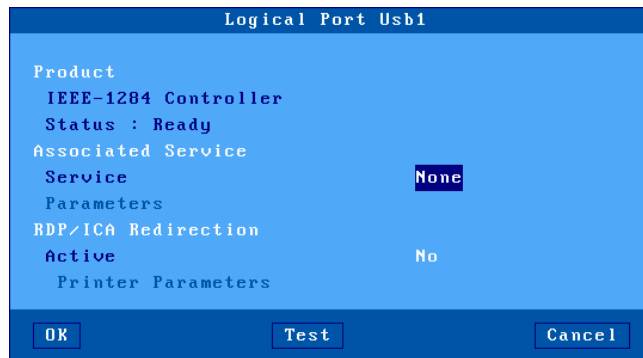 Logical Port Usb1
Product
IEEE-1284 Controller
Status : Ready
Associated Service
Service None
Parameters
RDP/ICA Redirection
Active No
Printer Parameters
OK Test Cancel